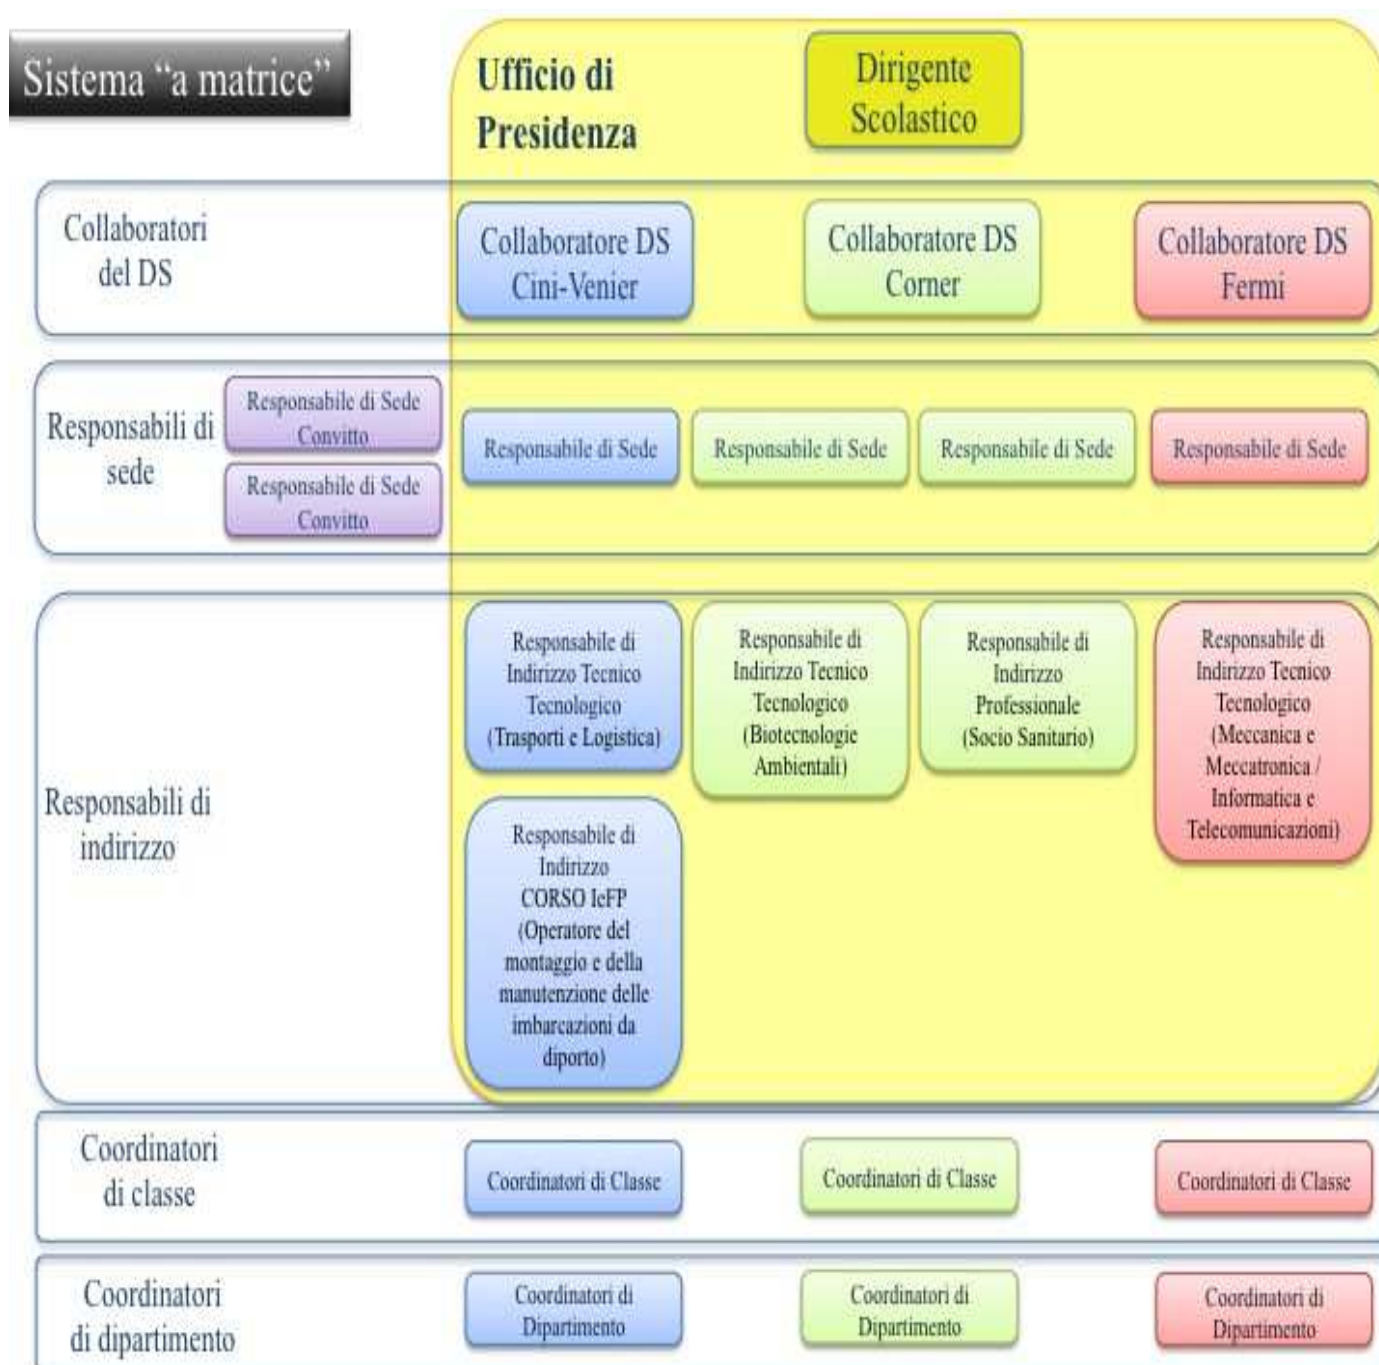 Sistema “a matrice”
Ufficio di
Presidenza
Dirigente
Scolastico
Collaboratori
del DS
Collaboratore DS
Cini-Venier
Collaboratore DS
Corner
Collaboratore DS
Fermi
Responsabili di
sede
Responsabile di Sede
Convitto
Responsabile di Sede
Convitto
Responsabile di Sede
Responsabile di Sede
Responsabile di Sede
Responsabile di Sede
Responsabili di
indirizzo
Responsabile di
Indirizzo Tecnico
Tecnologico
(Trasporti e Logistica)
Responsabile di
Indirizzo
CORSO IeFP
(Operatore del
montaggio e della
manutenzione delle
imbarcazioni da
diporto)
Responsabile di
Indirizzo Tecnico
Tecnologico
(Biotecnologie
Ambientali)
Responsabile di
Indirizzo
Professionale
(Socio Sanitario)
Responsabile di
Indirizzo Tecnico
Tecnologico
(Meccanica e
Meccatronica /
Informatica e
Telecomunicazioni)
Coordinatori
di classe
Coordinatori di Classe
Coordinatori di Classe
Coordinatori di Classe
Coordinatori
di dipartimento
Coordinatori di
Dipartimento
Coordinatori di
Dipartimento
Coordinatori di
Dipartimento